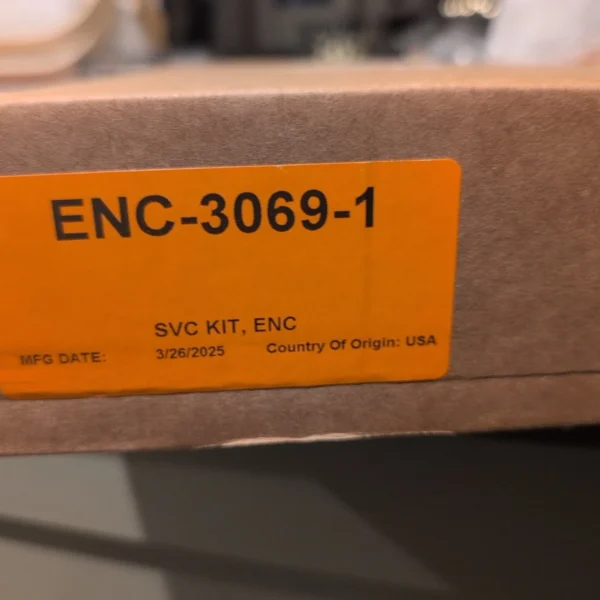 ENC-3069-1
SVC KIT, ENC
MFG DATE: 3/26/2025 Country Of Origin: USA